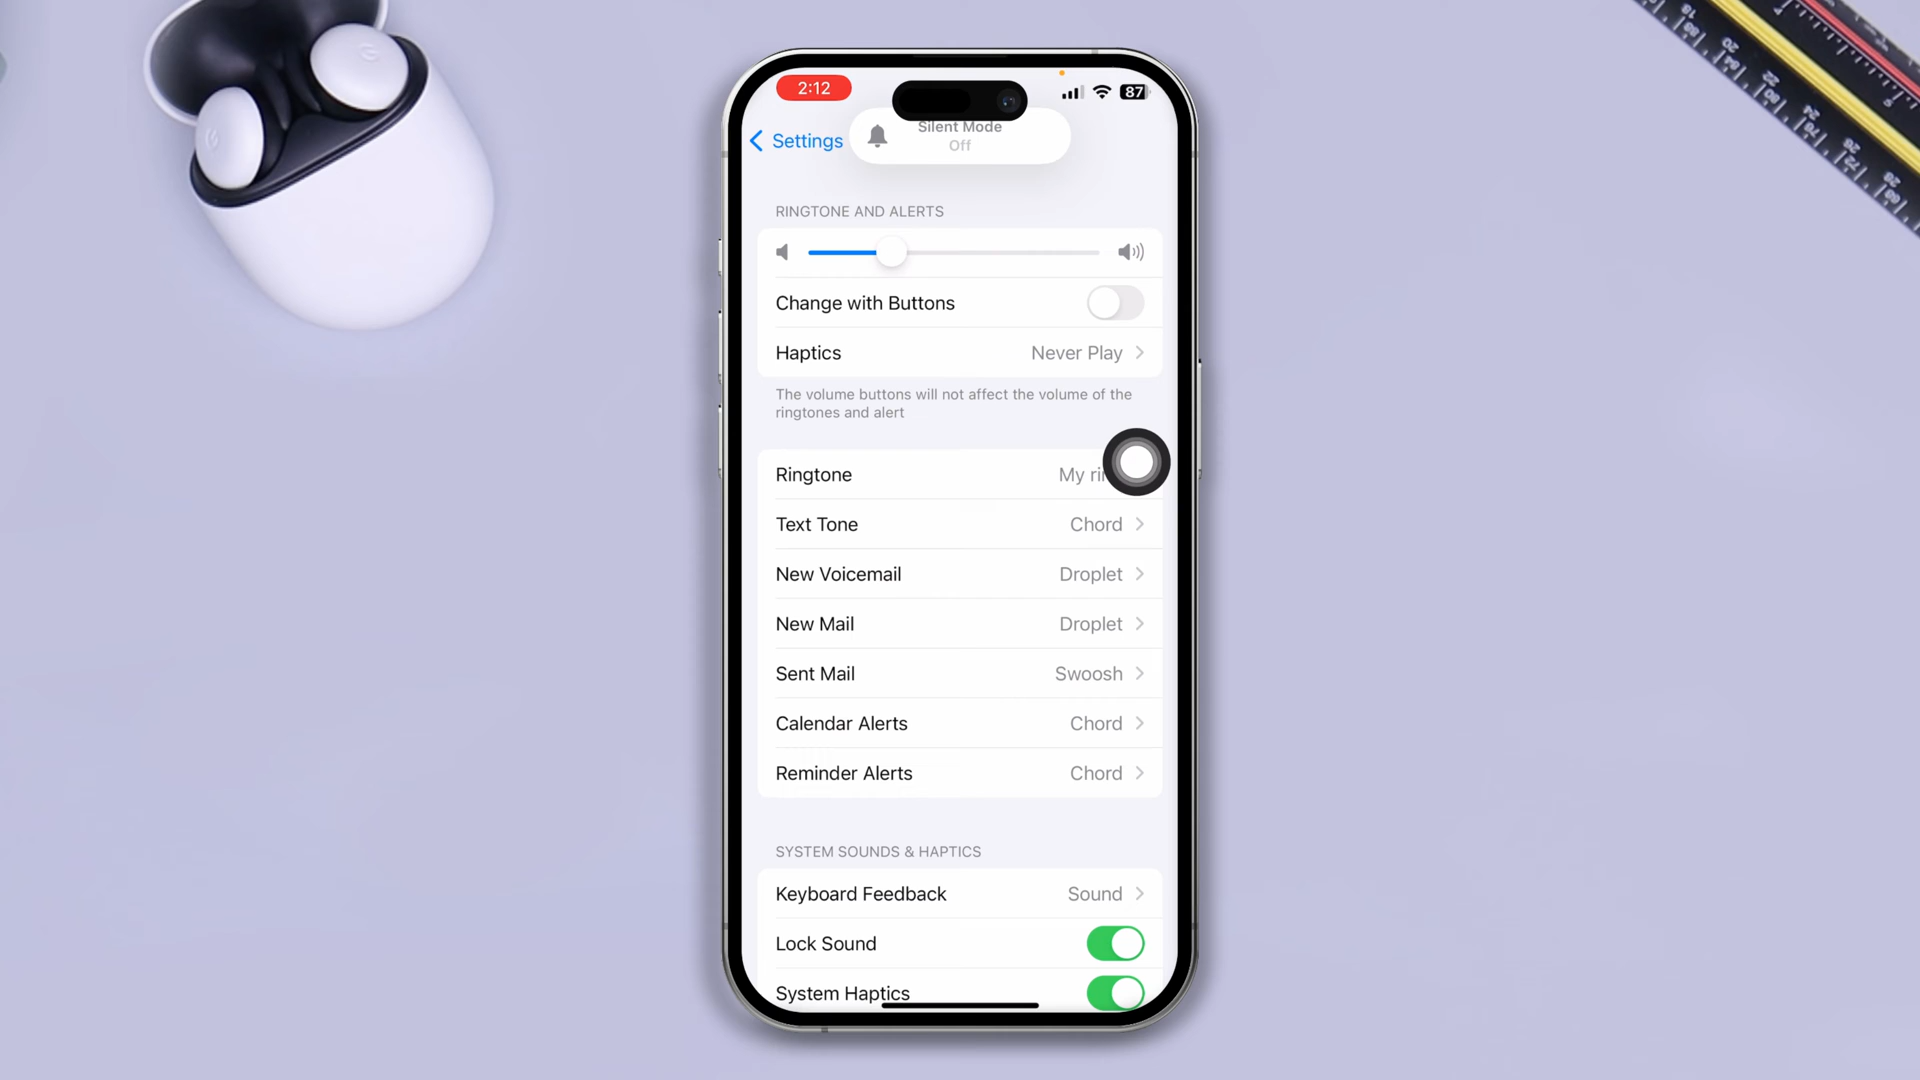 2:12
87
Settings
Silent Mode
Off
RINGTONE AND ALERTS
Change with Buttons
Haptics Never Play
The volume buttons will not affect the volume of the
ringtones and alert
Ringtone My
Text Tone Chord
New Voicemail Droplet
New Mail Droplet
Sent Mail Swoosh
Calendar Alerts Chord
Reminder Alerts Chord
SYSTEM SOUNDS & HAPTICS
Keyboard Feedback Sound
Lock Sound
System Haptics